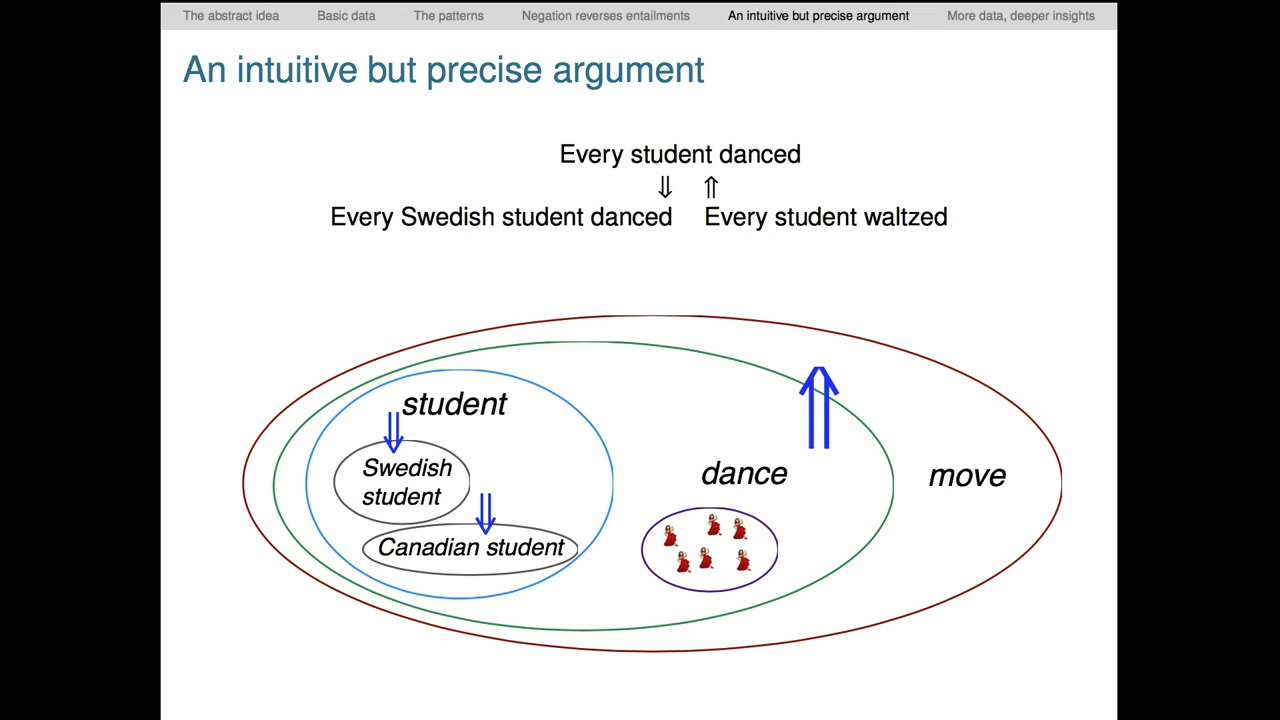 The abstract idea Basic data The patterns Negation reverses entailments An intuitive but precise argument More data, deeper insights
An intuitive but precise argument
Every student danced
⇓ ⇑
Every Swedish student danced Every student waltzed
student
Swedish
student
Canadian student
dance
move